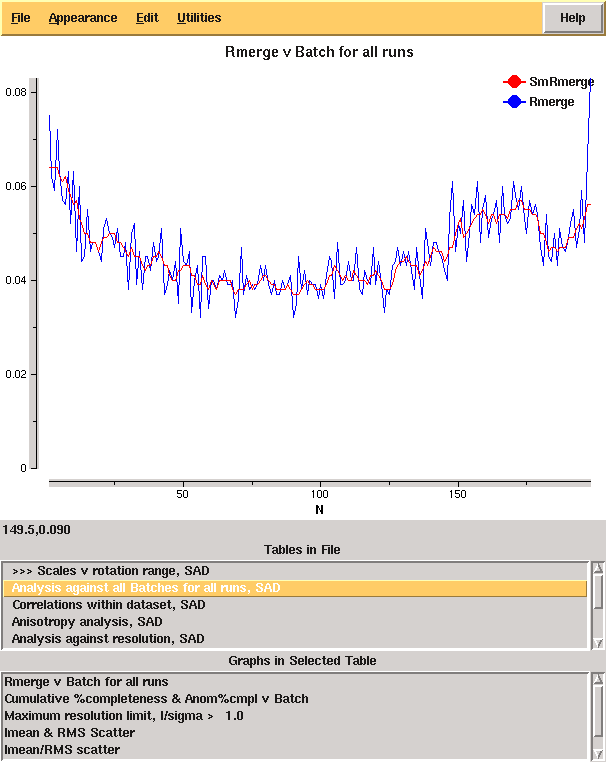 File Appearance Edit Utilities Help
Rmerge v Batch for all runs
SmRmerge
Rmerge
0.08
0.06
0.04
0.02
0
50 100 150
N
149.5,0.090
Tables in File
>>> Scales v rotation range, SAD
Analysis against all Batches for all runs, SAD
Correlations within dataset, SAD
Anisotropy analysis, SAD
Analysis against resolution, SAD
Graphs in Selected Table
Rmerge v Batch for all runs
Cumulative %completeness & Anom%cmpl v Batch
Maximum resolution limit, I/sigma > 1.0
Imean & RMS Scatter
Imean/RMS scatter